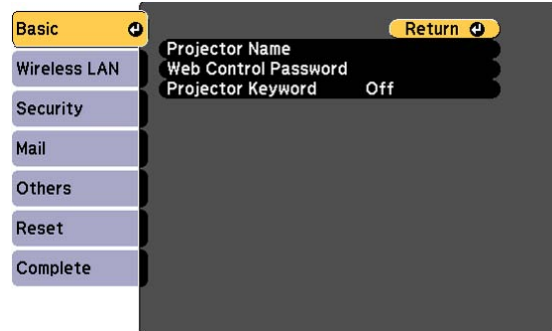 Basic
Wireless LAN
Security
Mail
Others
Reset
Complete
Return
Projector Name
Web Control Password
Projector Keyword Off